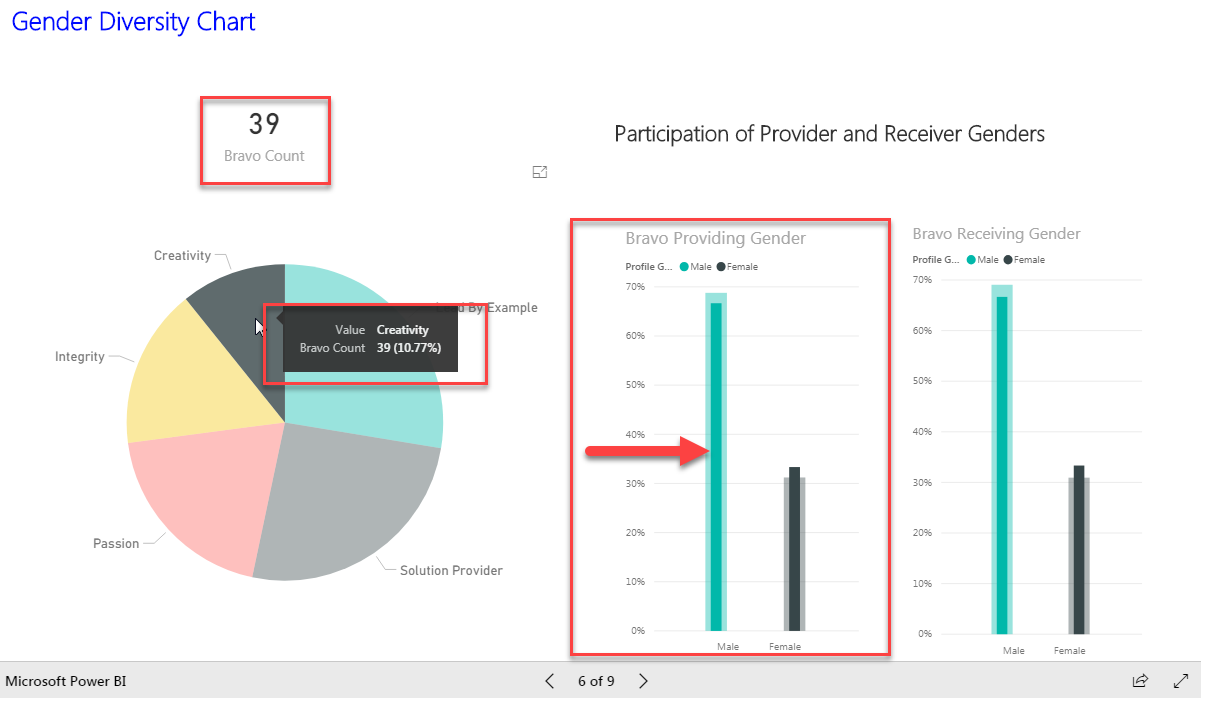 Gender Diversity Chart
39
Bravo Count
Participation of Provider and Receiver Genders
Creativity
By Example
Value Creativity
Bravo Count 39 (10.77%)
Integrity
Passion
Solution Provider
Bravo Providing Gender
Profile G... Male Female
70%
60%
50%
40%
30%
20%
10%
0%
Male Female
Bravo Receiving Gender
Profile G... Male Female
70%
60%
50%
40%
30%
20%
10%
0%
Male Female
Microsoft Power BI
6 of 9